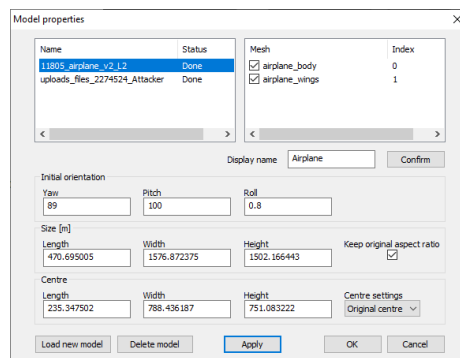 Model properties
Name Status
11805_airplane_v2_L2 Done
uploads_files_2274524_Attacker Done
Mesh Index
airplane_body 0
airplane_wings 1
Display name Airplane Confirm
Initial orientation
Yaw Pitch Roll
89 100 0.8
Size [m]
Length Width Height Keep original aspect ratio
470.695005 1576.872375 1502.166443
Centre
Length Width Height Centre settings
235.347502 788.436187 751.083222 Original centre
Load new model Delete model Apply OK Cancel